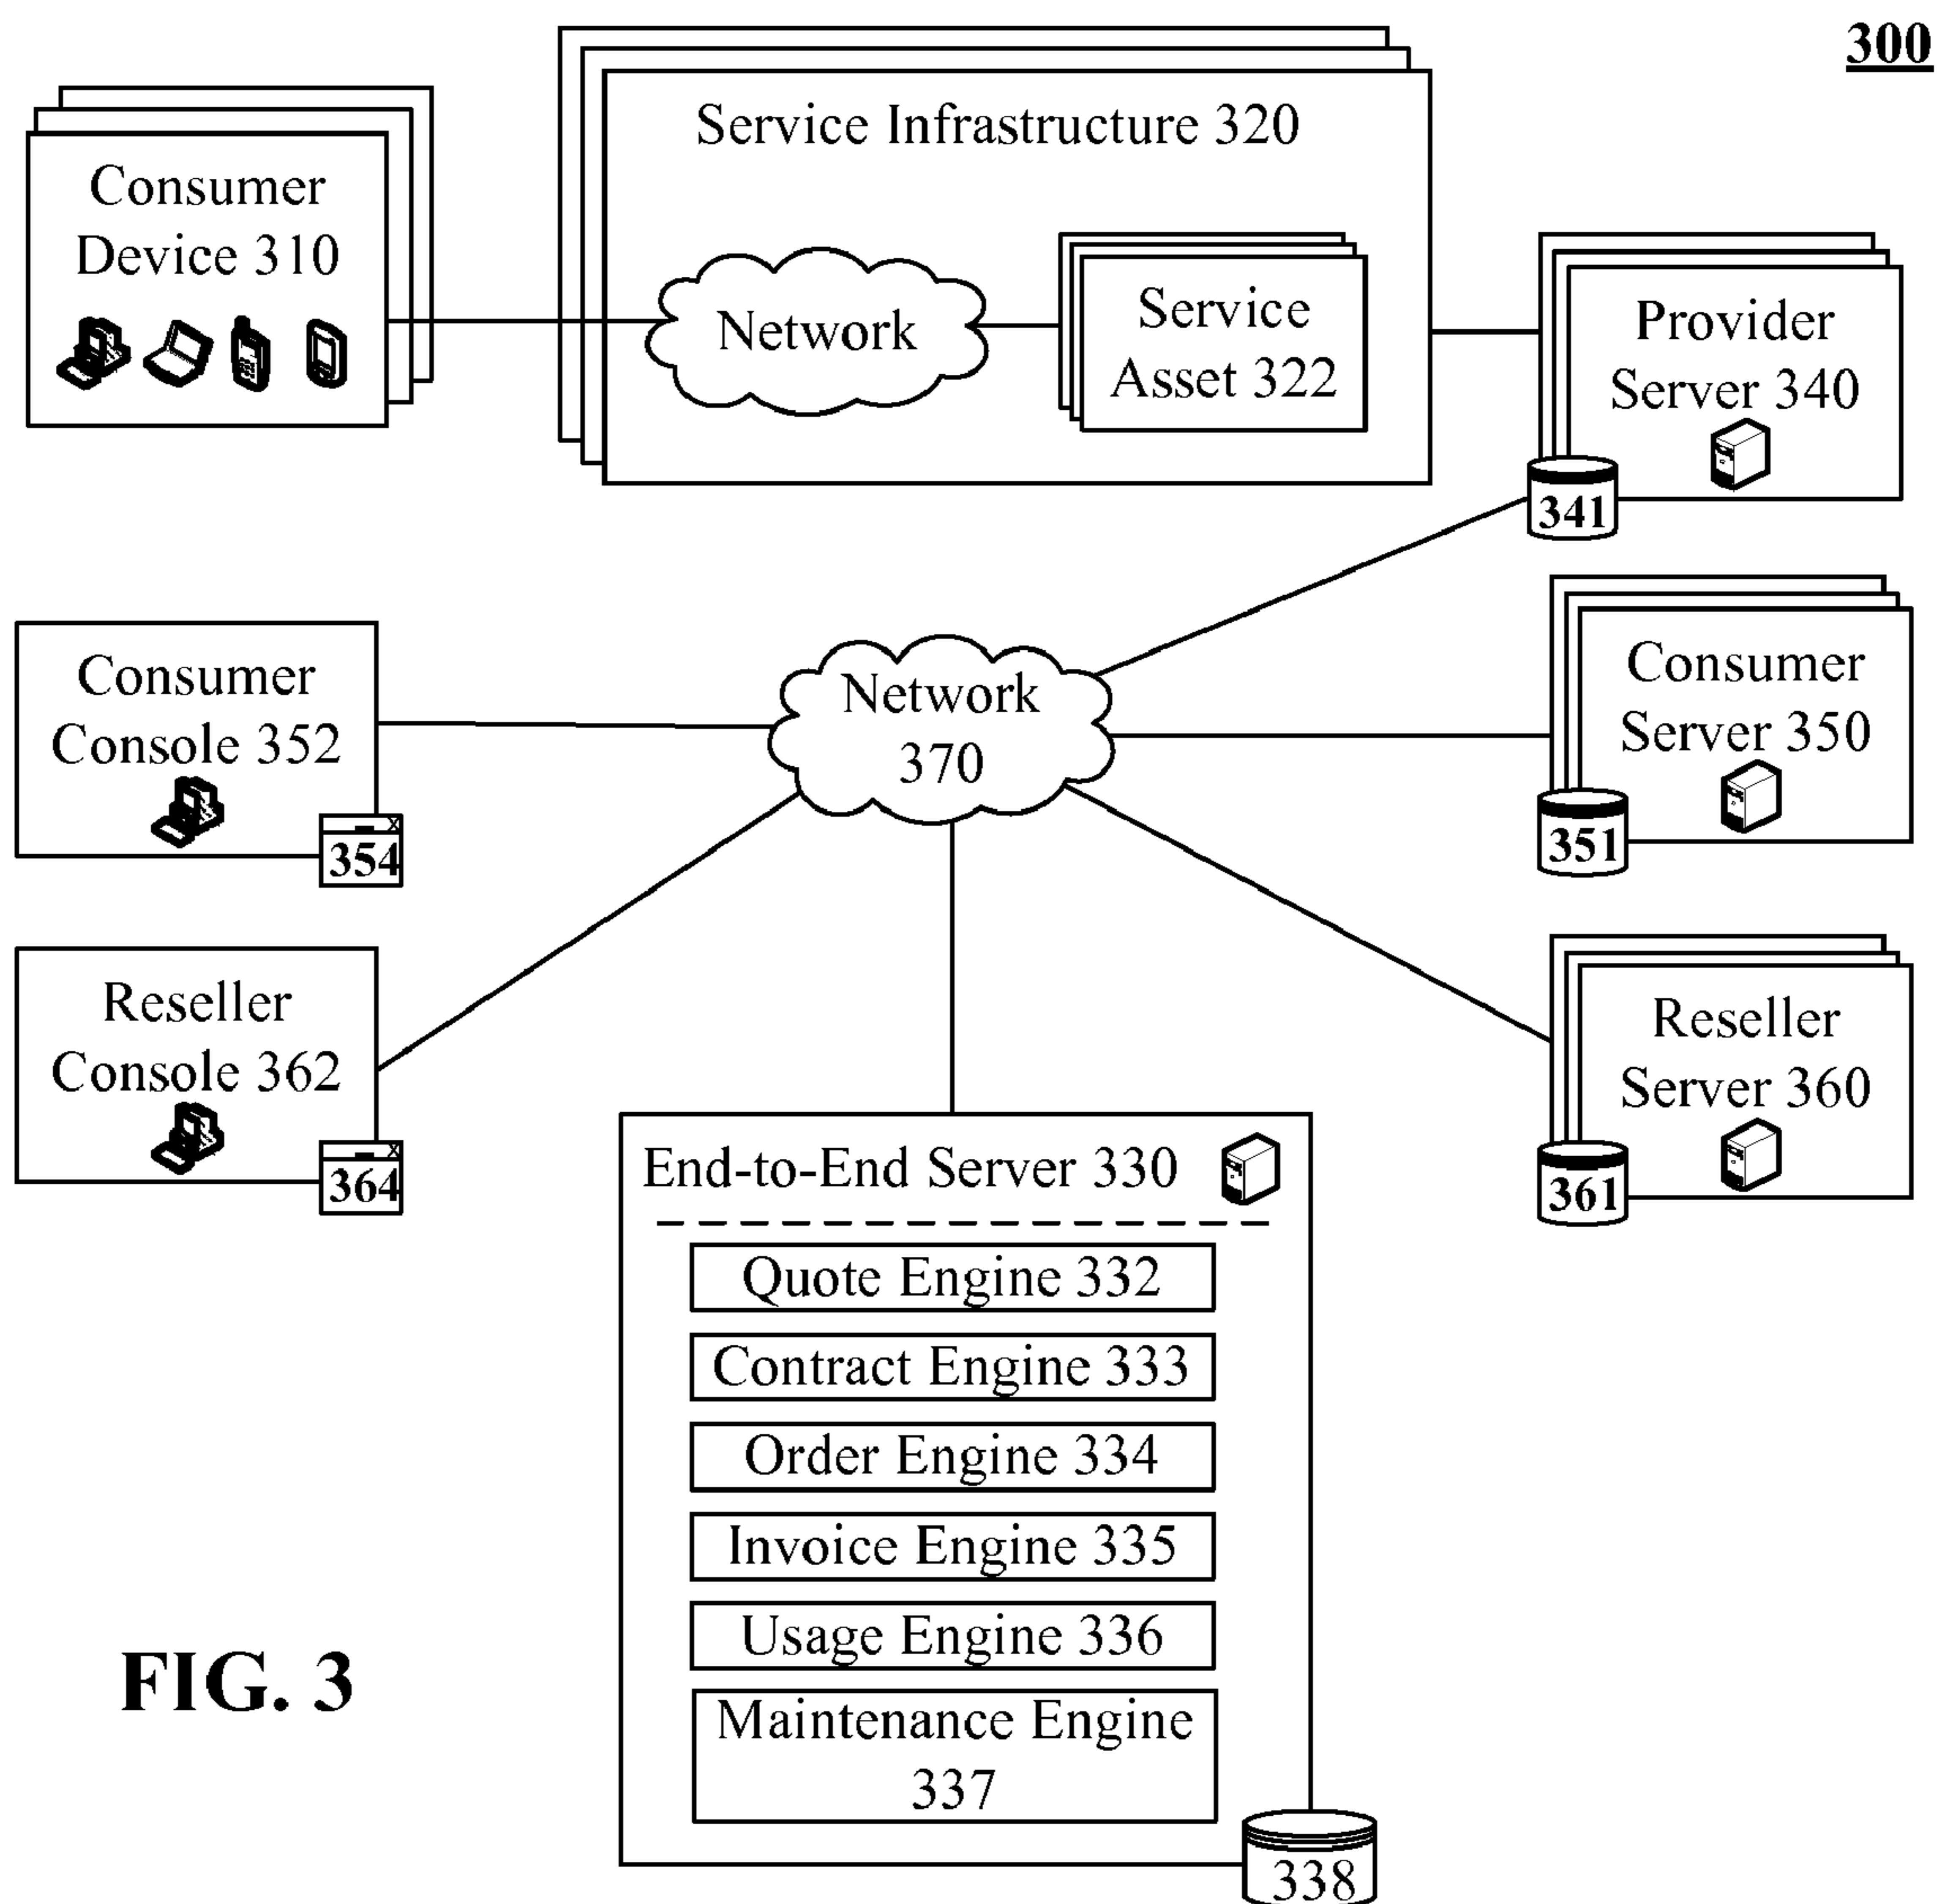 300
Service Infrastructure 320
Consumer
Device 310
Network
Service
Asset 322
Provider
Server 340
341
Consumer
Console 352
354
Network
370
Consumer
Server 350
351
Reseller
Console 362
364
Reseller
Server 360
361
End-to-End Server 330
Quote Engine 332
Contract Engine 333
Order Engine 334
Invoice Engine 335
Usage Engine 336
Maintenance Engine
337
338
FIG. 3